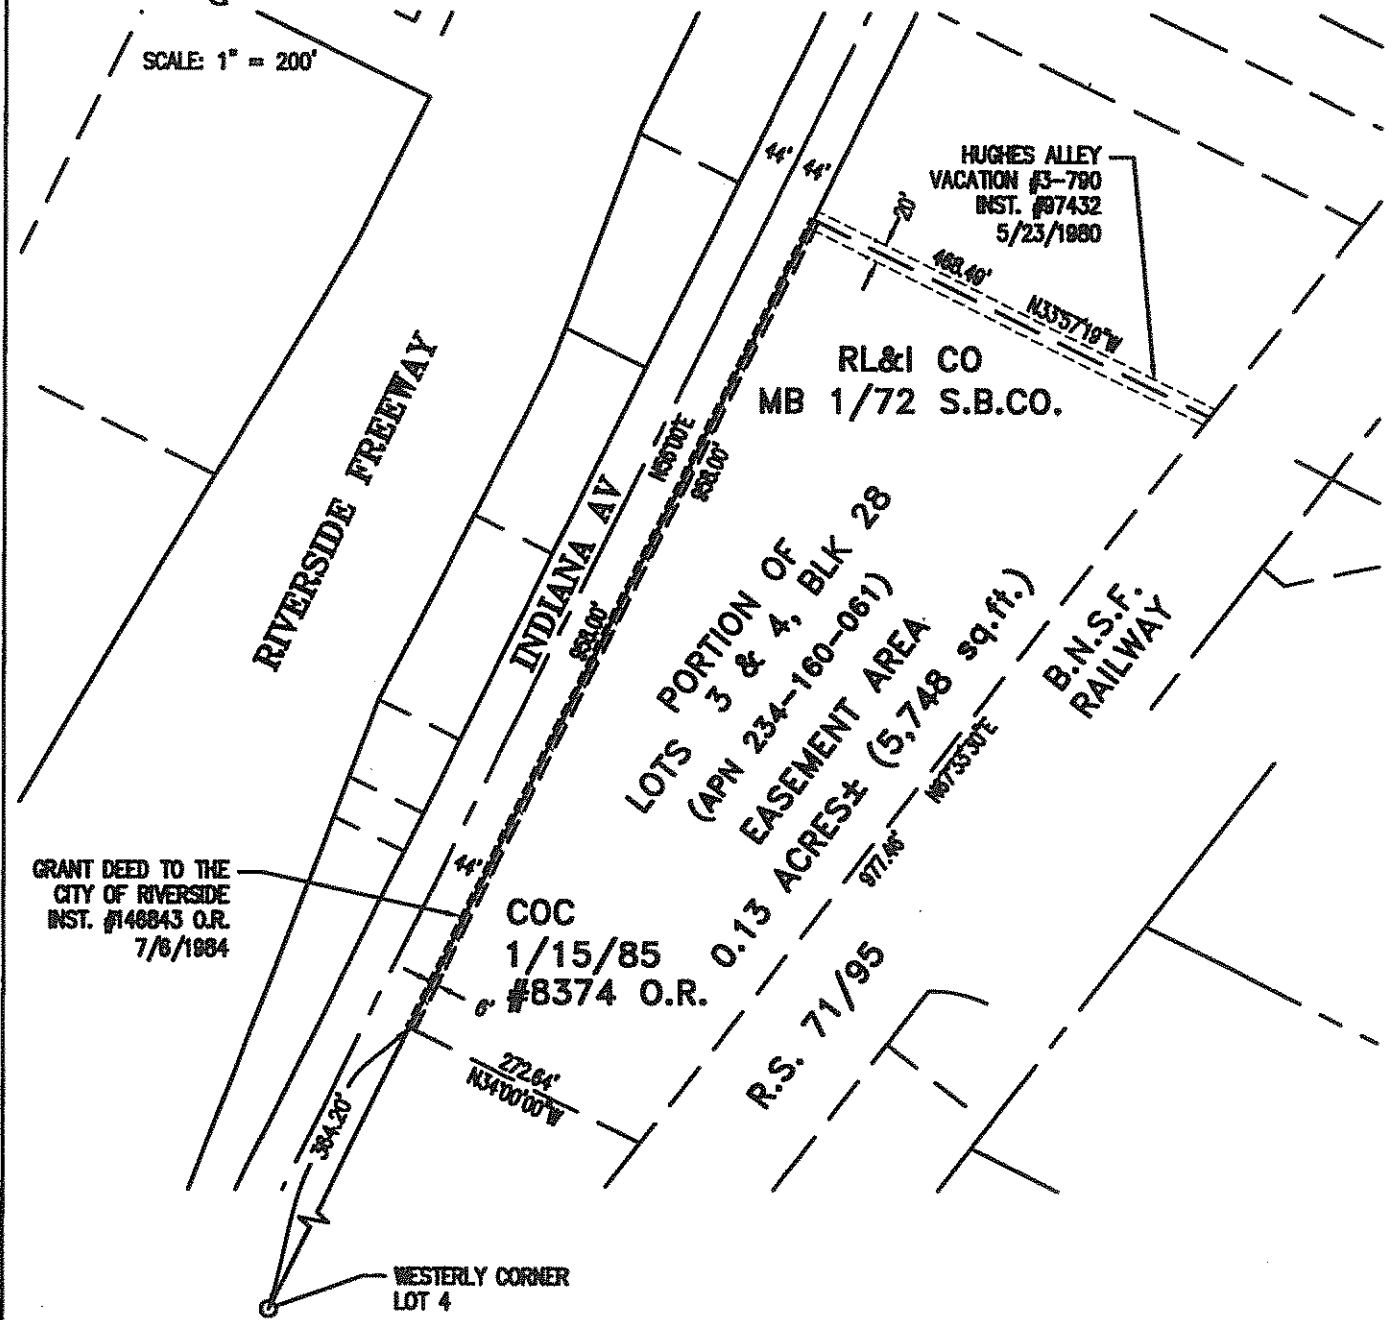 SCALE: 1" = 200'
44' 44'
HUGHES ALLEY
VACATION #3-790
INST. #97432
5/23/1980
20'
468.49'
N33°57'19"W
RL&I CO
MB 1/72 S.B.CO.
RIVERSIDE FREEWAY
INDIANA AV
N56°00'E
958.00'
958.00'
PORTION OF
LOTS 3 & 4, BLK 28
(APN 234-160-061)
EASEMENT AREA
0.13 ACRES± (5,748 sq.ft.)
B.N.S.F.
RAILWAY
N67°35'30"E
977.46'
GRANT DEED TO THE
CITY OF RIVERSIDE
INST. #146843 O.R.
7/6/1984
44'
COC
1/15/85
#8374 O.R.
6'
R.S. 71/95
272.64'
N34°00'00"W
364.20'
WESTERLY CORNER
LOT 4